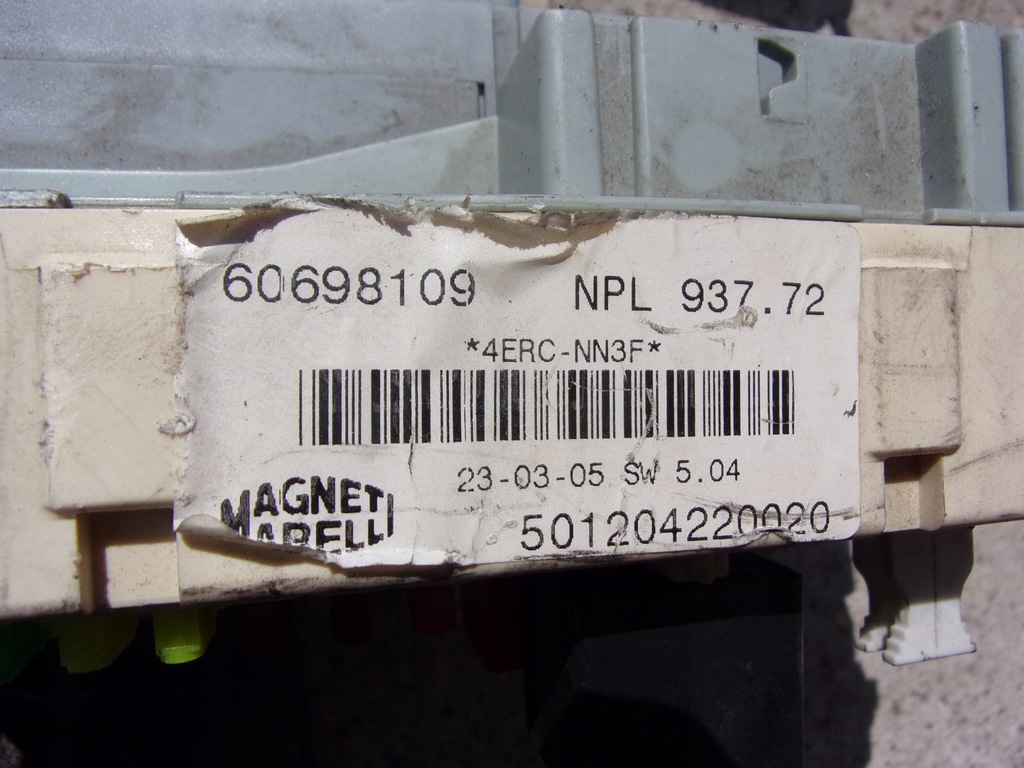 60698109 NPL 937.72
*4ERC-NN3F*
23-03-05 SW 5.04
MAGNETI
MARELLI
501204220020